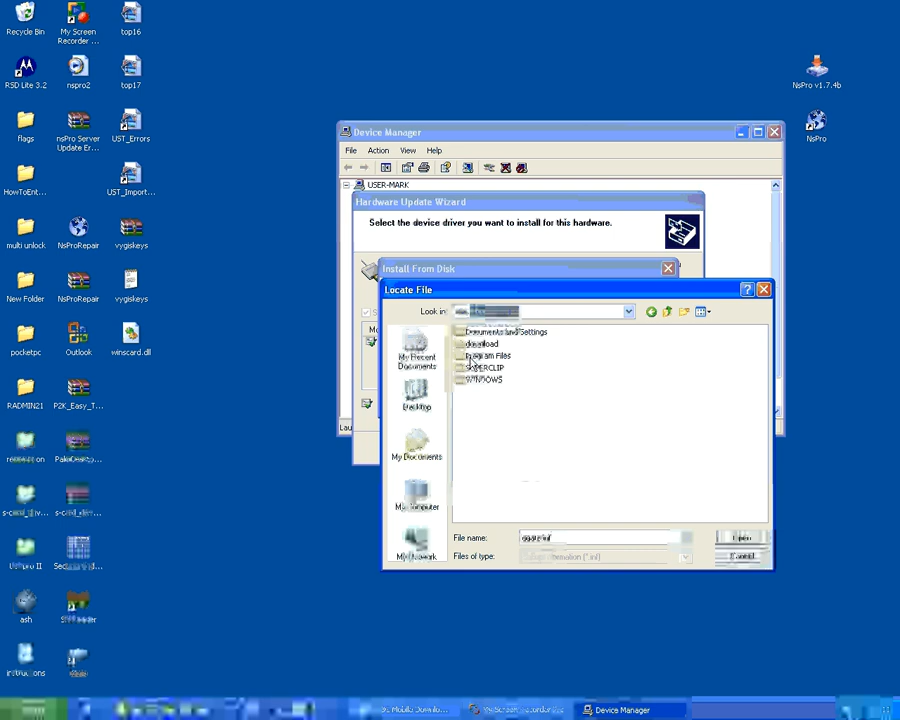 Recycle Bin
My Screen
Recorder ...
top16
RSD Lite 3.2
nspro2
top17
flags
nsPro Server
Update Er...
UST_Errors
HowToEnt...
UST_Import...
multi unlock
NsProRepair
vygiskeys
New Folder
NsProRepair
vygiskeys
pocketpc
Outlook
winscard.dll
RADMIN21
P2K_Easy_T...
ash
NsPro v1.7.4b
NsPro
Device Manager
File Action View Help
USER-MARK
Hardware Update Wizard
Select the device driver you want to install for this hardware.
Install From Disk
Locate File
Look in:
Documents and Settings
download
Program Files
WINDOWS
My Recent
Documents
Desktop
My Documents
My Computer
My Network
File name:
Files of type:
Open
Cancel
Device Manager